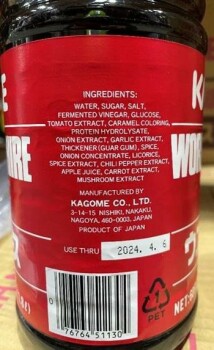 INGREDIENTS:
WATER, SUGAR, SALT,
FERMENTED VINEGAR, GLUCOSE,
TOMATO EXTRACT, CARAMEL COLORING,
PROTEIN HYDROLYSATE,
ONION EXTRACT, GARLIC EXTRACT,
THICKENER (GUAR GUM), SPICE,
ONION CONCENTRATE, LICORICE,
SPICE EXTRACT, CHILI PEPPER EXTRACT,
APPLE JUICE, CARROT EXTRACT,
MUSHROOM EXTRACT
MANUFACTURED BY
KAGOME CO., LTD.
3-14-15 NISHIKI, NAKAKU,
NAGOYA, 460-0003, JAPAN
PRODUCT OF JAPAN
USE THRU 2024. 4. 6
0 76764 51130
PET